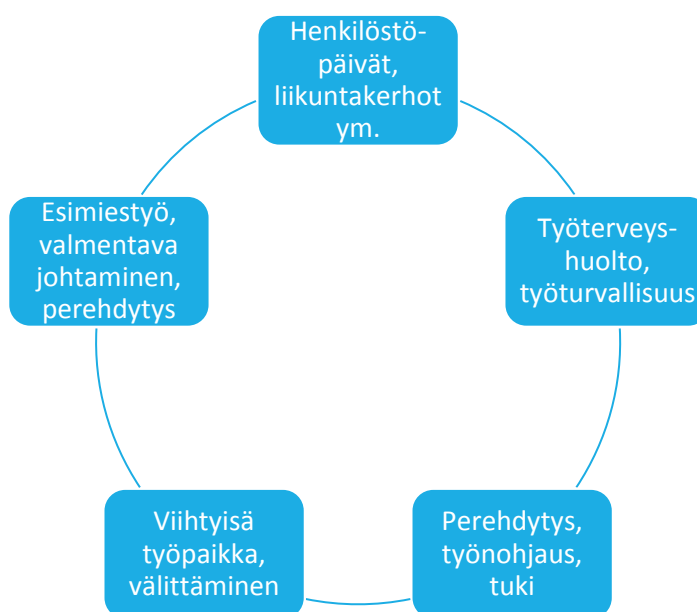 Henkilöstö-
päivät,
liikuntakerhot
ym.
Työterveys-
huolto,
työturvallisuus
Perehdytys,
työnohjaus,
tuki
Viihtyisä
työpaikka,
välittäminen
Esimiestyö,
valmentava
johtaminen,
perehdytys